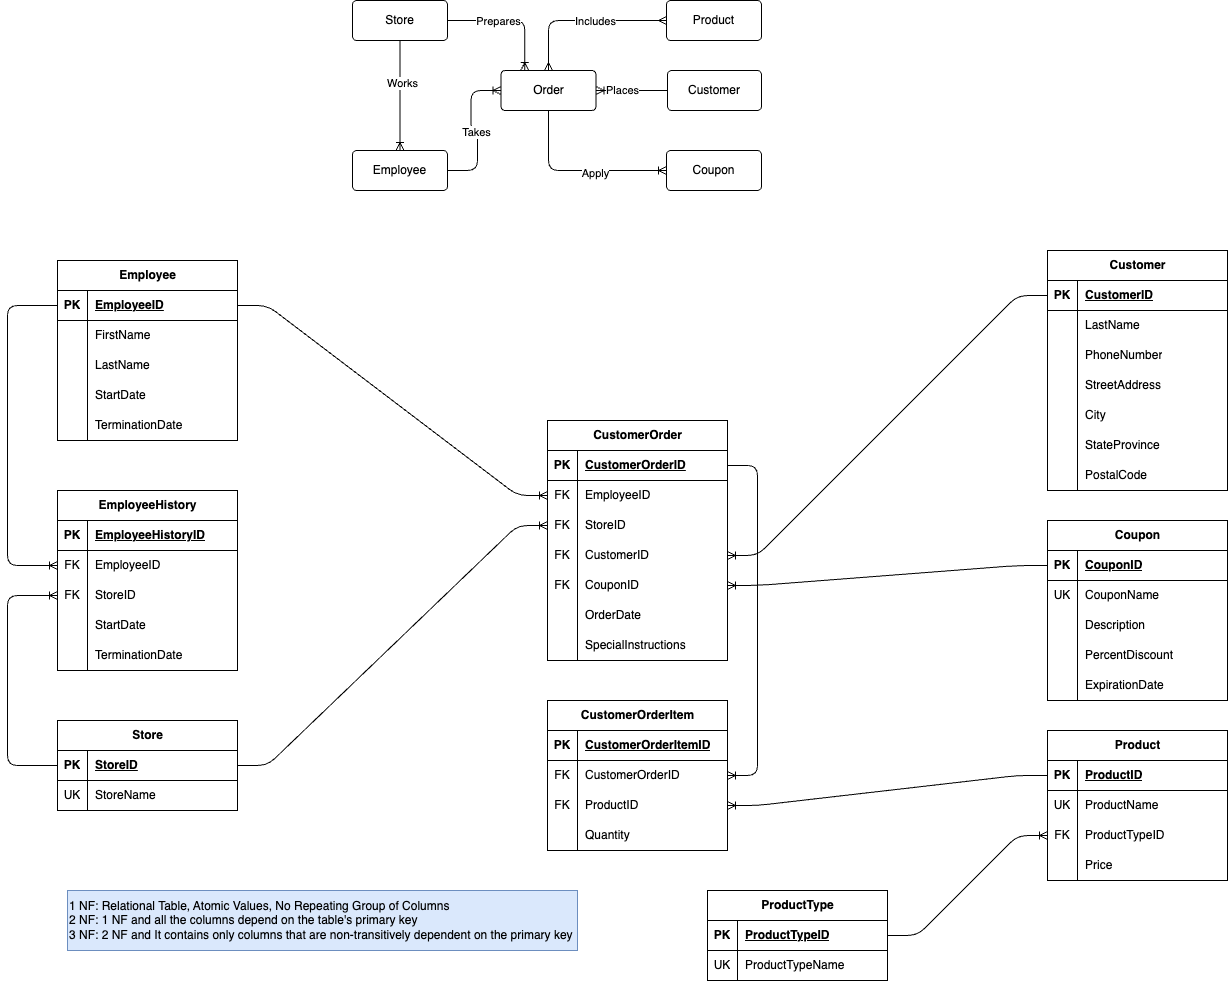 Store
Prepares
Includes
Product
Works
Order
Places
Customer
Takes
Employee
Apply
Coupon
Employee
PK EmployeeID
FirstName
LastName
StartDate
TerminationDate
EmployeeHistory
PK EmployeeHistoryID
FK EmployeeID
FK StoreID
StartDate
TerminationDate
Store
PK StoreID
UK StoreName
CustomerOrder
PK CustomerOrderID
FK EmployeeID
FK StoreID
FK CustomerID
FK CouponID
OrderDate
SpecialInstructions
CustomerOrderItem
PK CustomerOrderItemID
FK CustomerOrderID
FK ProductID
Quantity
Customer
PK CustomerID
LastName
PhoneNumber
StreetAddress
City
StateProvince
PostalCode
Coupon
PK CouponID
UK CouponName
Description
PercentDiscount
ExpirationDate
Product
PK ProductID
UK ProductName
FK ProductTypeID
Price
ProductType
PK ProductTypeID
UK ProductTypeName
1 NF: Relational Table, Atomic Values, No Repeating Group of Columns
2 NF: 1 NF and all the columns depend on the table's primary key
3 NF: 2 NF and It contains only columns that are non-transitively dependent on the primary key